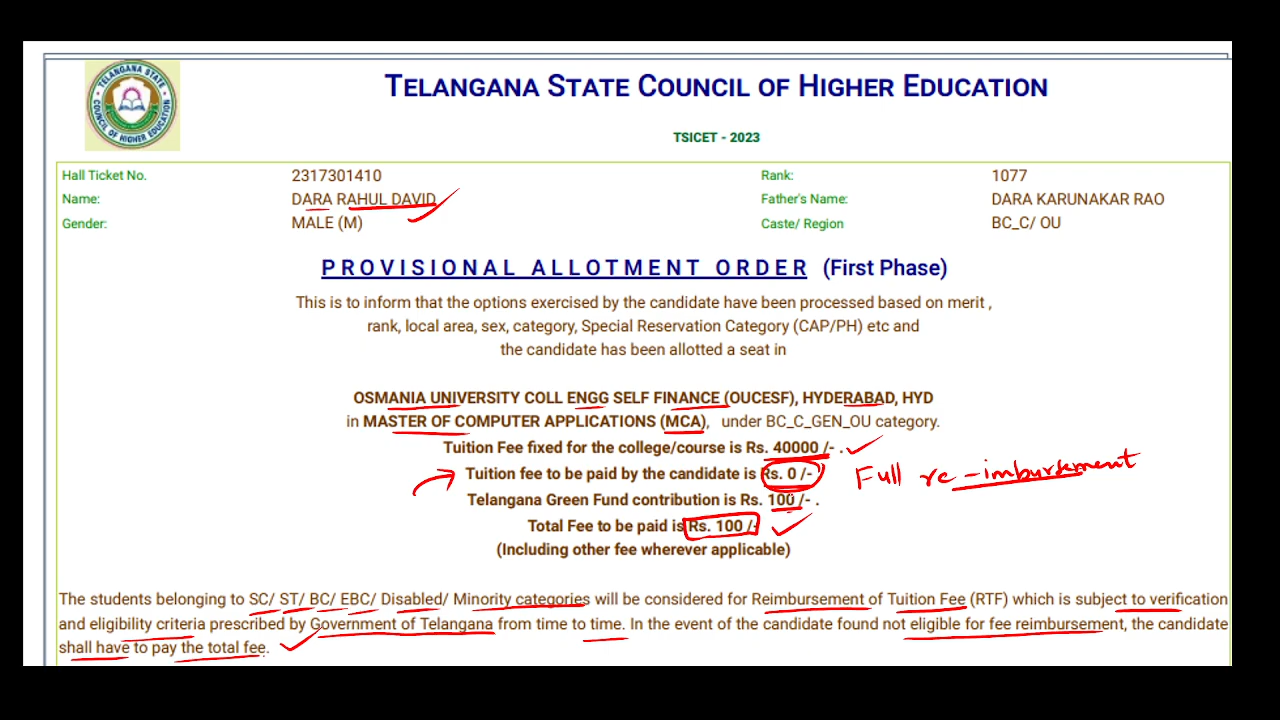 TELANGANA STATE COUNCIL OF HIGHER EDUCATION
TELANGANA STATE COUNCIL OF HIGHER EDUCATION
TSICET - 2023
Hall Ticket No. 2317301410 Rank: 1077
Name: DARA RAHUL DAVID Father's Name: DARA KARUNAKAR RAO
Gender: MALE (M) Caste/ Region BC_C/ OU
PROVISIONAL ALLOTMENT ORDER (First Phase)
This is to inform that the options exercised by the candidate have been processed based on merit ,
rank, local area, sex, category, Special Reservation Category (CAP/PH) etc and
the candidate has been allotted a seat in
OSMANIA UNIVERSITY COLL ENGG SELF FINANCE (OUCESF), HYDERABAD, HYD
in MASTER OF COMPUTER APPLICATIONS (MCA), under BC_C_GEN_OU category.
Tuition Fee fixed for the college/course is Rs. 40000 /- .
Tuition fee to be paid by the candidate is Rs. 0 /- Full re-imbursement
Telangana Green Fund contribution is Rs. 100 /- .
Total Fee to be paid is Rs. 100 /-
(Including other fee wherever applicable)
The students belonging to SC/ ST/ BC/ EBC/ Disabled/ Minority categories will be considered for Reimbursement of Tuition Fee (RTF) which is subject to verification
and eligibility criteria prescribed by Government of Telangana from time to time. In the event of the candidate found not eligible for fee reimbursement, the candidate
shall have to pay the total fee.